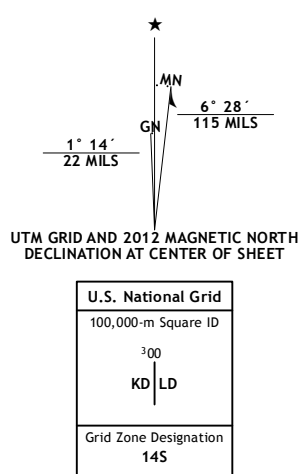 ★
MN
GN
6° 28´
115 MILS
1° 14´
22 MILS
UTM GRID AND 2012 MAGNETIC NORTH
DECLINATION AT CENTER OF SHEET
U.S. National Grid
100,000-m Square ID
³00
KD LD
Grid Zone Designation
14S